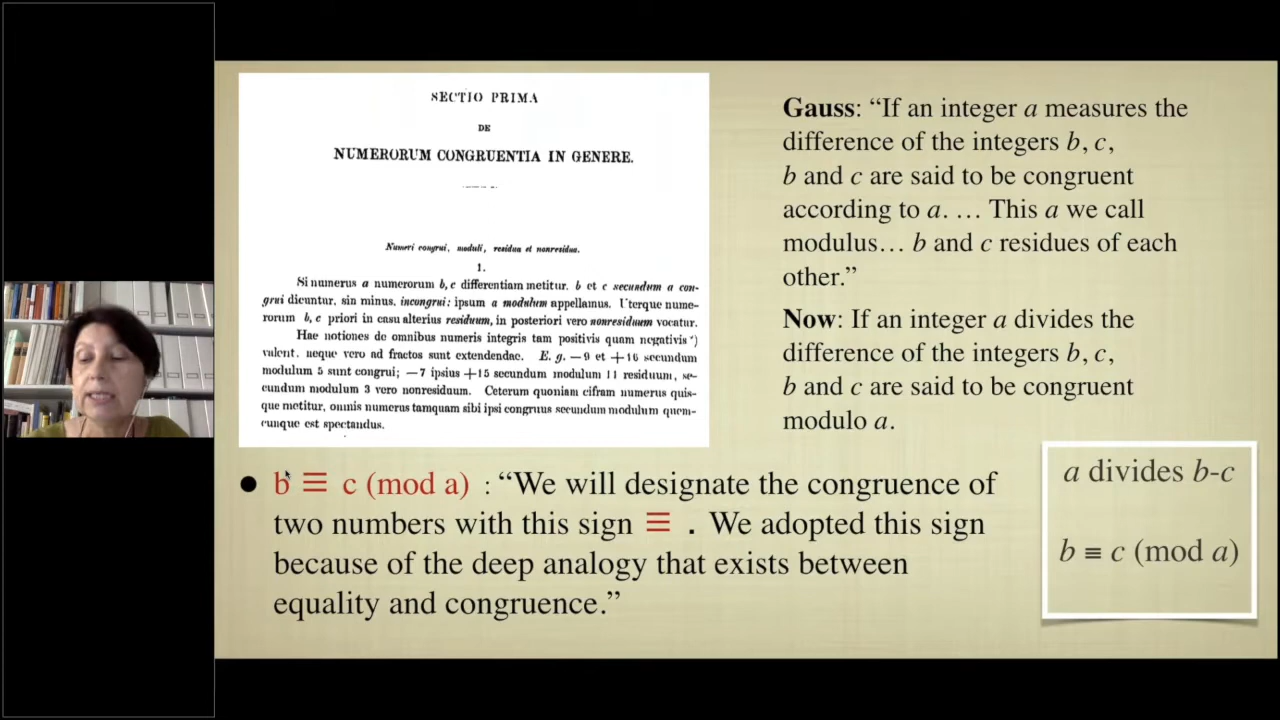 SECTIO PRIMA
DE
NUMERORUM CONGRUENTIA IN GENERE.
Numeri congrui, moduli, residua et nonresidua.
1.
Si numerus a numerorum b, c differentiam metitur, b et c secundum a con-
grui dicuntur, sin minus, incongrui: ipsum a modulum appellamus. Uterque nume-
rorum b, c priori in casu alterius residuum, in posteriori vero nonresiduum vocatur.
Hae notiones de omnibus numeris integris tam positivis quam negativis *)
valent, neque vero ad fractos sunt extendendae. E. g. −9 et +16 secundum
modulum 5 sunt congrui; −7 ipsius +15 secundum modulum 11 residuum, se-
cundum modulum 3 vero nonresiduum. Ceterum quoniam cifram numerus quis-
que metitur, omnis numerus tamquam sibi ipsi congruus secundum modulum quem-
cunque est spectandus.
Gauss: “If an integer a measures the
difference of the integers b, c,
b and c are said to be congruent
according to a. … This a we call
modulus… b and c residues of each
other.”
Now: If an integer a divides the
difference of the integers b, c,
b and c are said to be congruent
modulo a.
● b ≡ c (mod a) : “We will designate the congruence of
two numbers with this sign ≡ . We adopted this sign
because of the deep analogy that exists between
equality and congruence.”
a divides b-c
b ≡ c (mod a)